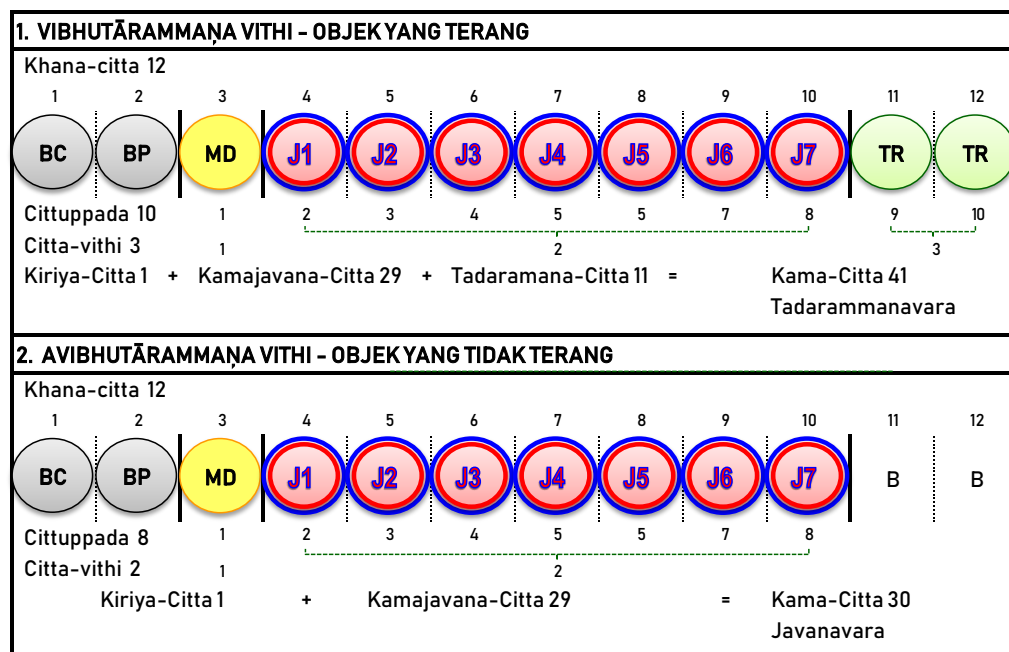 1. VIBHUTĀRAMMAṆA VITHI - OBJEK YANG TERANG
Khana-citta 12
1 2 3 4 5 6 7 8 9 10 11 12
BC BP MD J1 J2 J3 J4 J5 J6 J7 TR TR
Cittuppada 10 1 2 3 4 5 5 7 8 9 10
Citta-vithi 3 1 2 3
Kiriya-Citta 1 + Kamajavana-Citta 29 + Tadaramana-Citta 11 = Kama-Citta 41
Tadarammanavara
2. AVIBHUTĀRAMMAṆA VITHI - OBJEK YANG TIDAK TERANG
Khana-citta 12
1 2 3 4 5 6 7 8 9 10 11 12
BC BP MD J1 J2 J3 J4 J5 J6 J7 B B
Cittuppada 8 1 2 3 4 5 5 7 8
Citta-vithi 2 1 2
Kiriya-Citta 1 + Kamajavana-Citta 29 = Kama-Citta 30
Javanavara